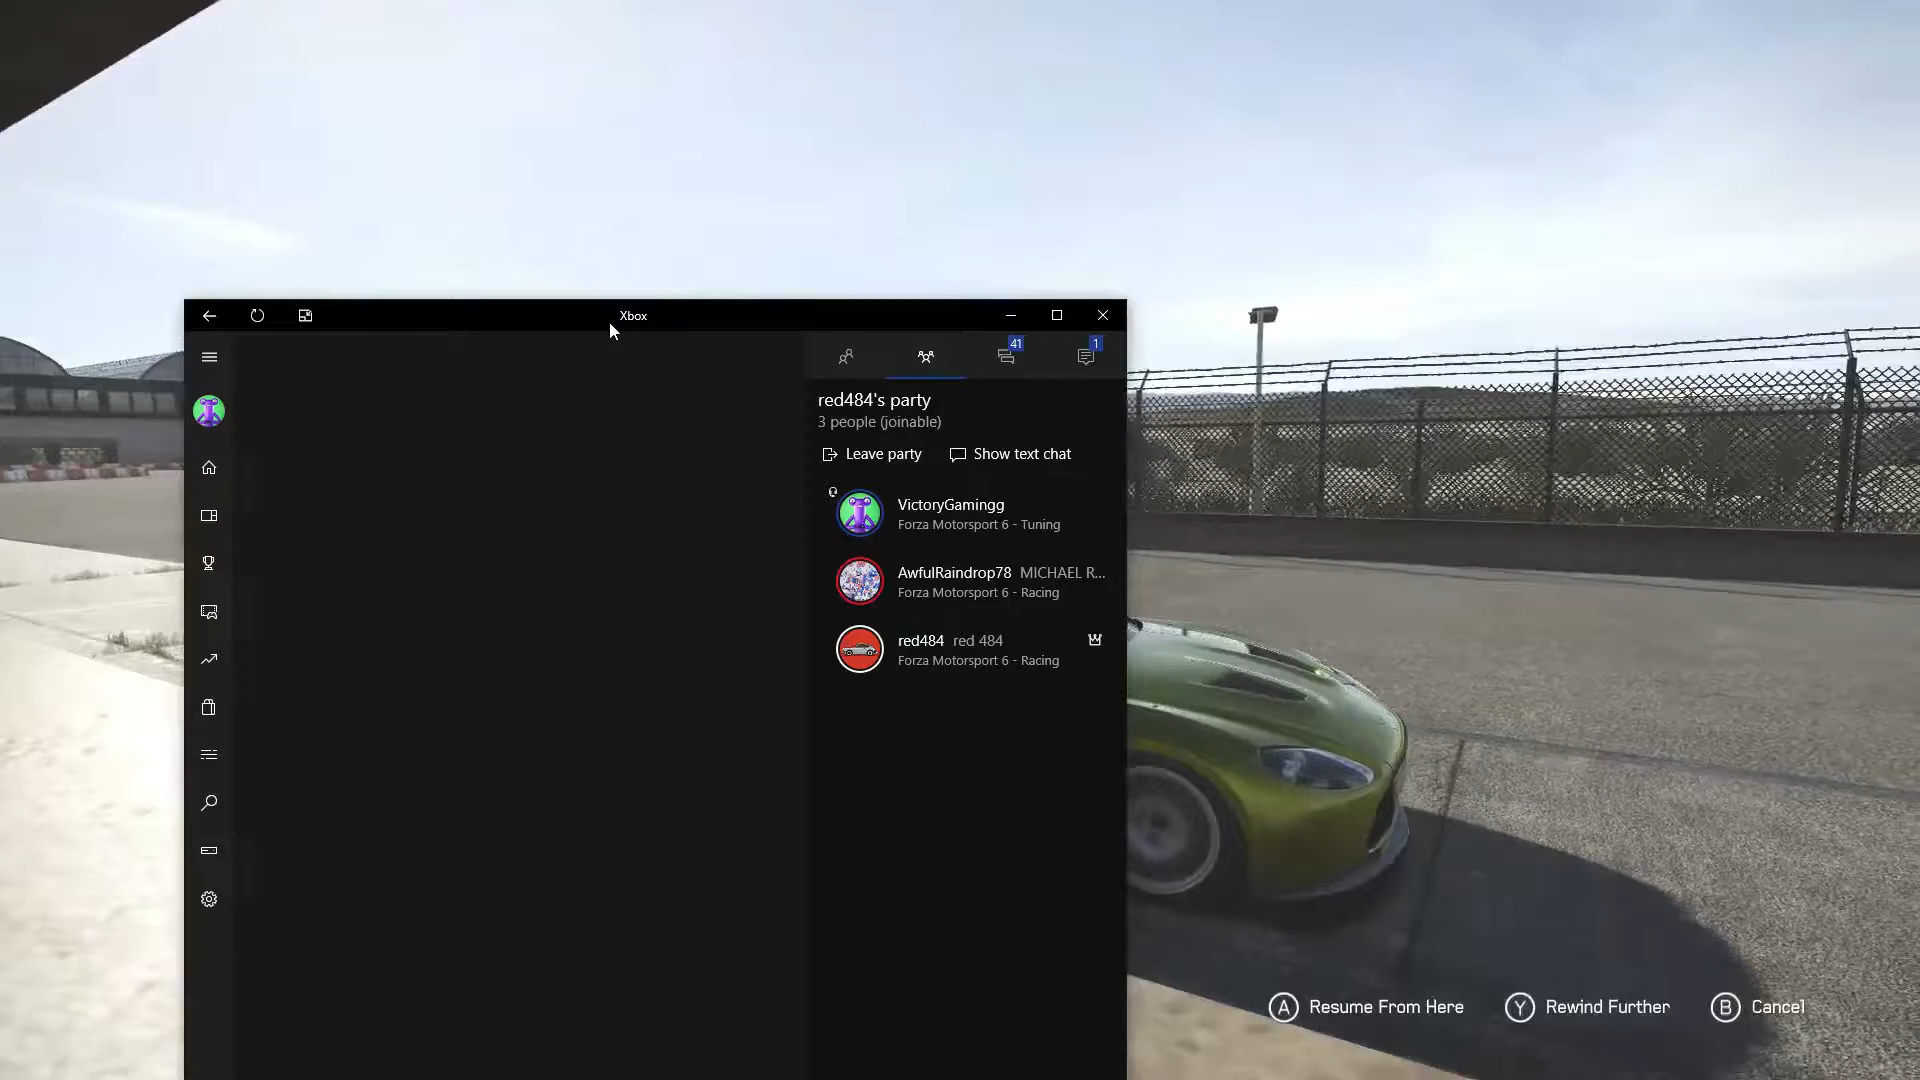 Xbox
41
1
red484's party
3 people (joinable)
Leave party
Show text chat
VictoryGamingg
Forza Motorsport 6 - Tuning
AwfulRaindrop78 MICHAEL R...
Forza Motorsport 6 - Racing
red484 red 484
Forza Motorsport 6 - Racing
A Resume From Here
Y Rewind Further
B Cancel